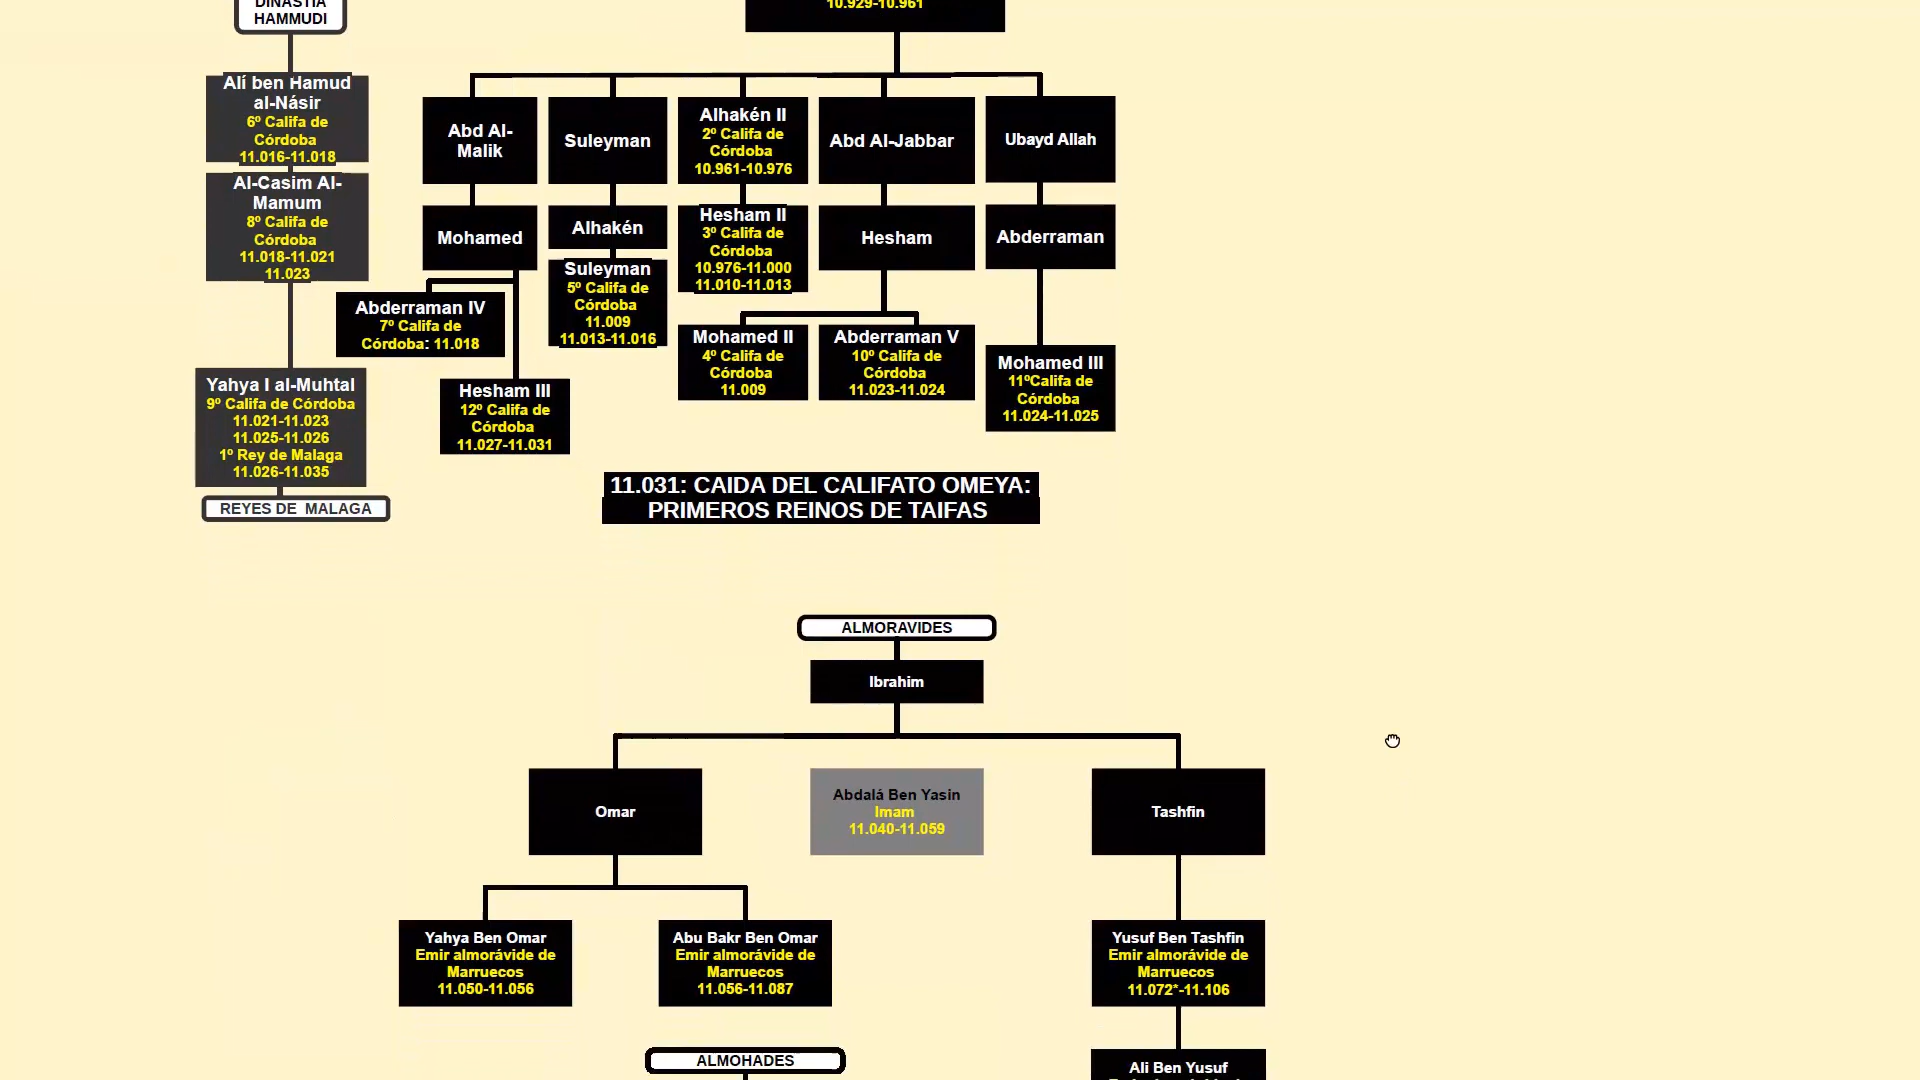 DINASTÍA
HAMMUDI
10.929-10.961
Alí ben Hamud
al-Násir
6º Califa de
Córdoba
11.016-11.018
Al-Casim Al-
Mamum
8º Califa de
Córdoba
11.018-11.021
11.023
Yahya I al-Muhtal
9º Califa de Córdoba
11.021-11.023
11.025-11.026
1º Rey de Malaga
11.026-11.035
REYES DE MALAGA
Abd Al-
Malik
Suleyman
Alhakén II
2º Califa de
Córdoba
10.961-10.976
Abd Al-Jabbar
Ubayd Allah
Mohamed
Alhakén
Hesham II
3º Califa de
Córdoba
10.976-11.000
11.010-11.013
Hesham
Abderraman
Abderraman IV
7º Califa de
Córdoba: 11.018
Suleyman
5º Califa de
Córdoba
11.009
11.013-11.016
Mohamed II
4º Califa de
Córdoba
11.009
Abderraman V
10º Califa de
Córdoba
11.023-11.024
Mohamed III
11ºCalifa de
Córdoba
11.024-11.025
Hesham III
12º Califa de
Córdoba
11.027-11.031
11.031: CAIDA DEL CALIFATO OMEYA:
PRIMEROS REINOS DE TAIFAS
ALMORAVIDES
Ibrahim
Omar
Abdalá Ben Yasin
Imam
11.040-11.059
Tashfin
Yahya Ben Omar
Emir almorávide de
Marruecos
11.050-11.056
Abu Bakr Ben Omar
Emir almorávide de
Marruecos
11.056-11.087
Yusuf Ben Tashfin
Emir almorávide de
Marruecos
11.072*-11.106
ALMOHADES
Ali Ben Yusuf